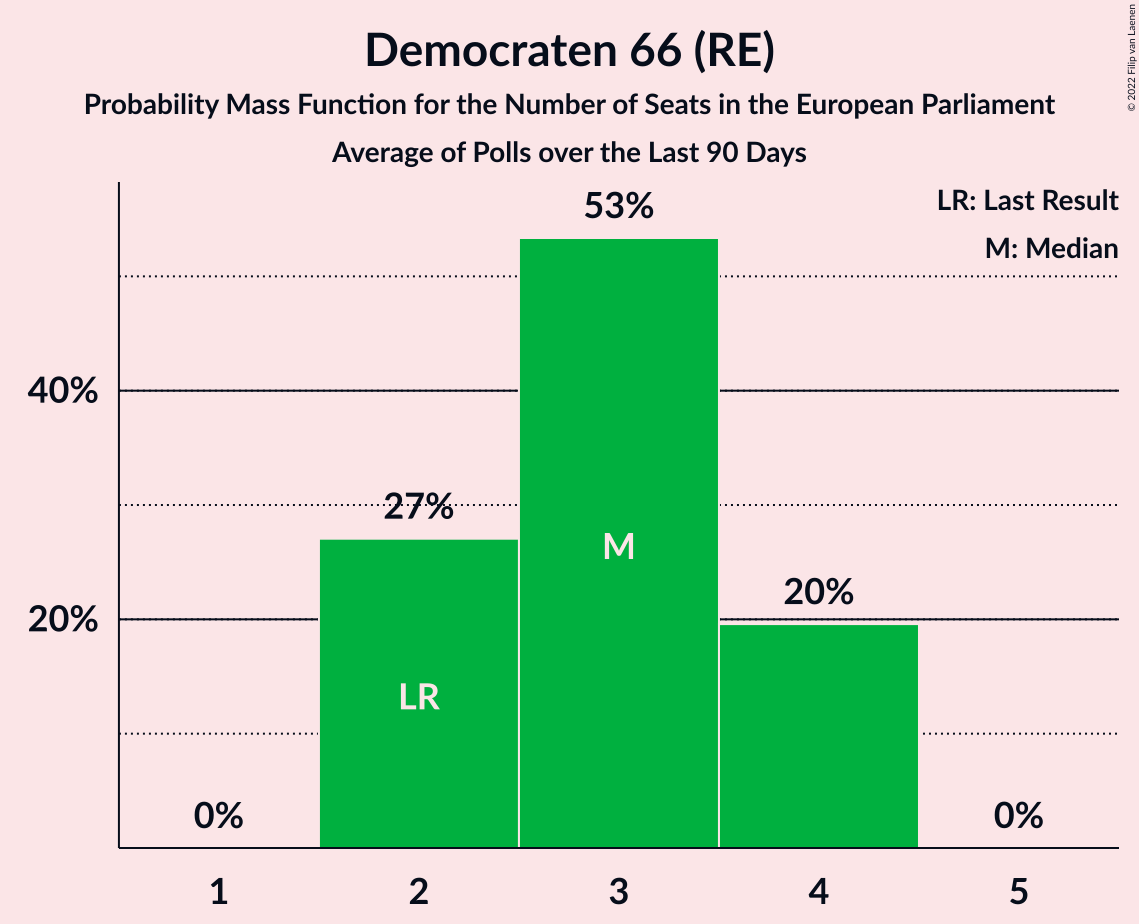 Democraten 66 (RE)
Probability Mass Function for the Number of Seats in the European Parliament
Average of Polls over the Last 90 Days
© 2022 Filip van Laenen
LR: Last Result
M: Median
53%
40%
27%
M
20%
20%
LR
0%
0%
1
2
3
4
5